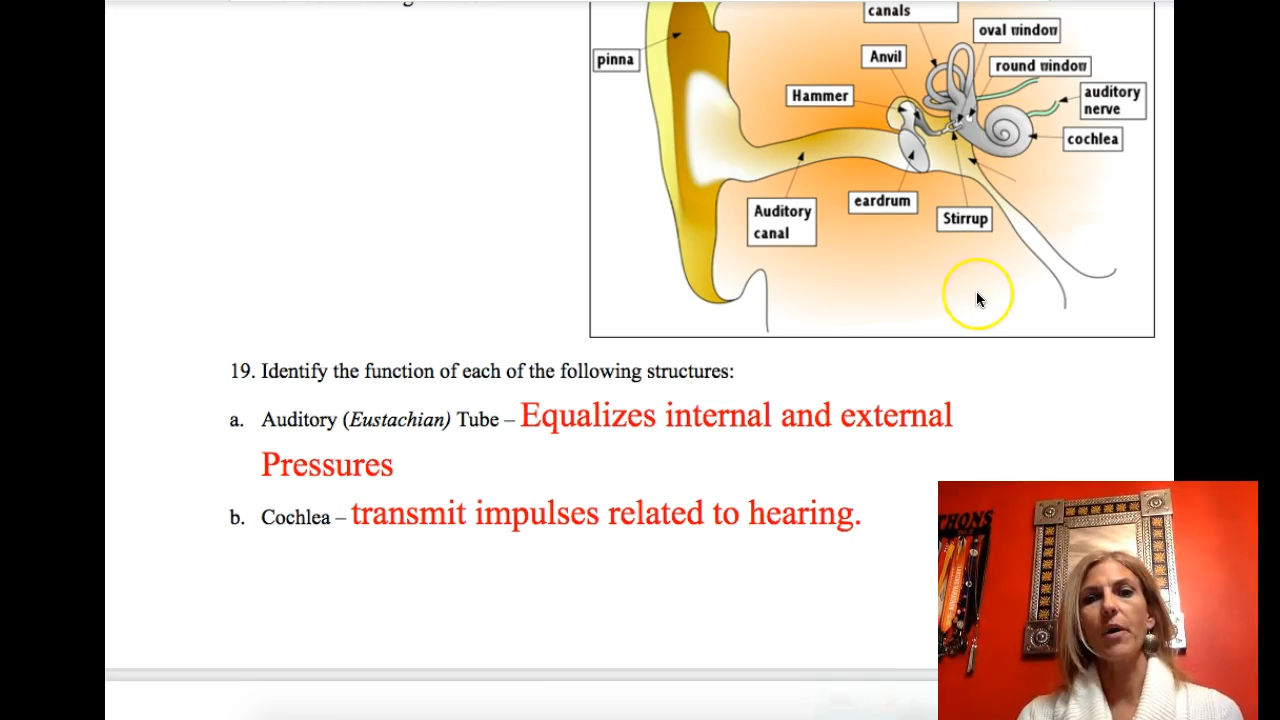 canals
oval window
pinna
Anvil
round window
Hammer
auditory
nerve
cochlea
eardrum
Auditory
canal
Stirrup
19. Identify the function of each of the following structures:
a. Auditory (Eustachian) Tube – Equalizes internal and external
Pressures
b. Cochlea – transmit impulses related to hearing.